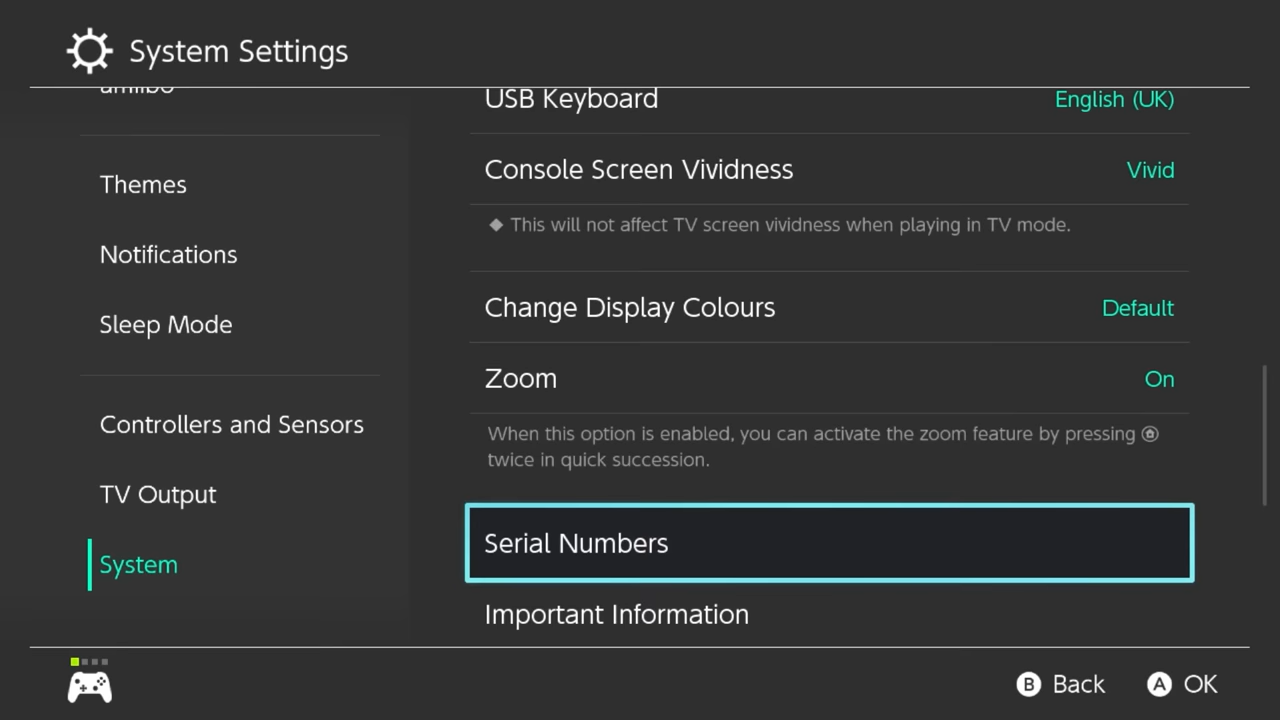 System Settings
amiibo
Themes
Notifications
Sleep Mode
Controllers and Sensors
TV Output
System
USB Keyboard English (UK)
Console Screen Vividness Vivid
◆ This will not affect TV screen vividness when playing in TV mode.
Change Display Colours Default
Zoom On
When this option is enabled, you can activate the zoom feature by pressing
twice in quick succession.
Serial Numbers
Important Information
B Back A OK